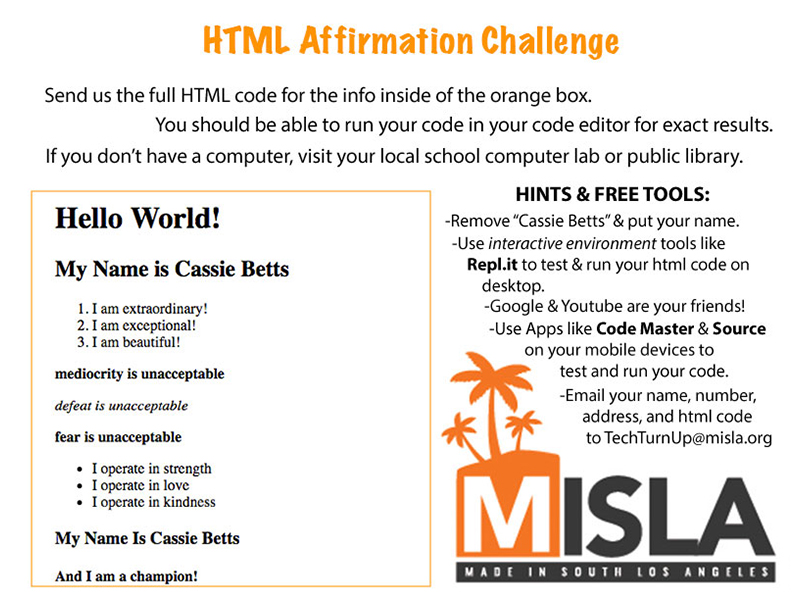 HTML Affirmation Challenge
Send us the full HTML code for the info inside of the orange box.
You should be able to run your code in your code editor for exact results.
If you don't have a computer, visit your local school computer lab or public library.
Hello World!
My Name is Cassie Betts
1. I am extraordinary!
2. I am exceptional!
3. I am beautiful!
mediocrity is unacceptable
defeat is unacceptable
fear is unacceptable
• I operate in strength
• I operate in love
• I operate in kindness
My Name Is Cassie Betts
And I am a champion!
HINTS & FREE TOOLS:
-Remove "Cassie Betts" & put your name.
-Use interactive environment tools like
Repl.it to test & run your html code on
desktop.
-Google & Youtube are your friends!
-Use Apps like Code Master & Source
on your mobile devices to
test and run your code.
-Email your name, number,
address, and html code
to TechTurnUp@misla.org
MISLA
MADE IN SOUTH LOS ANGELES